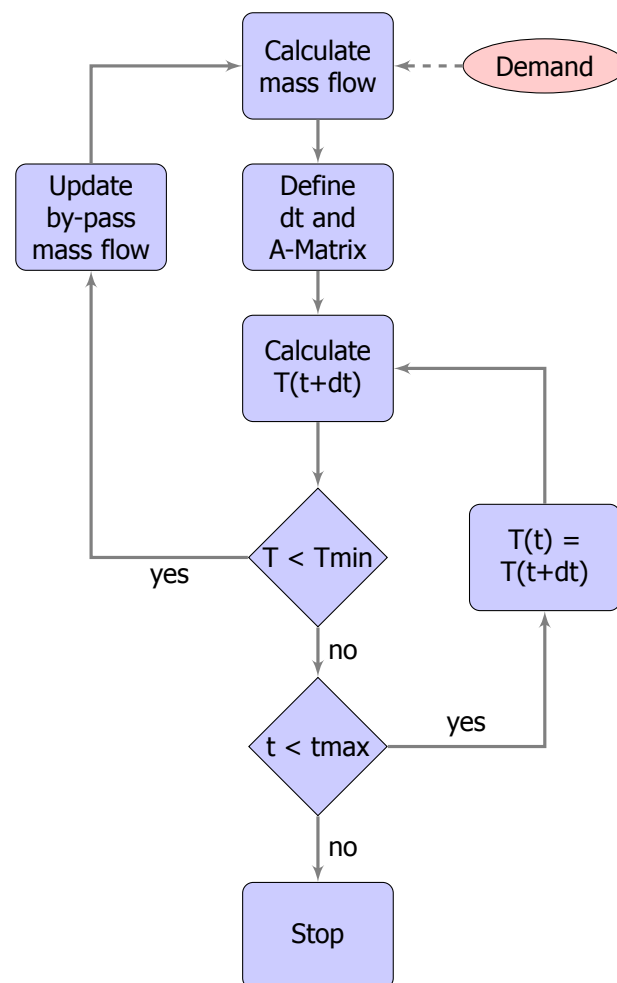 Calculate
mass flow
Demand
Update
by-pass
mass flow
Define
dt and
A-Matrix
Calculate
T(t+dt)
T < Tmin
yes
T(t) =
T(t+dt)
no
t < tmax
yes
no
Stop